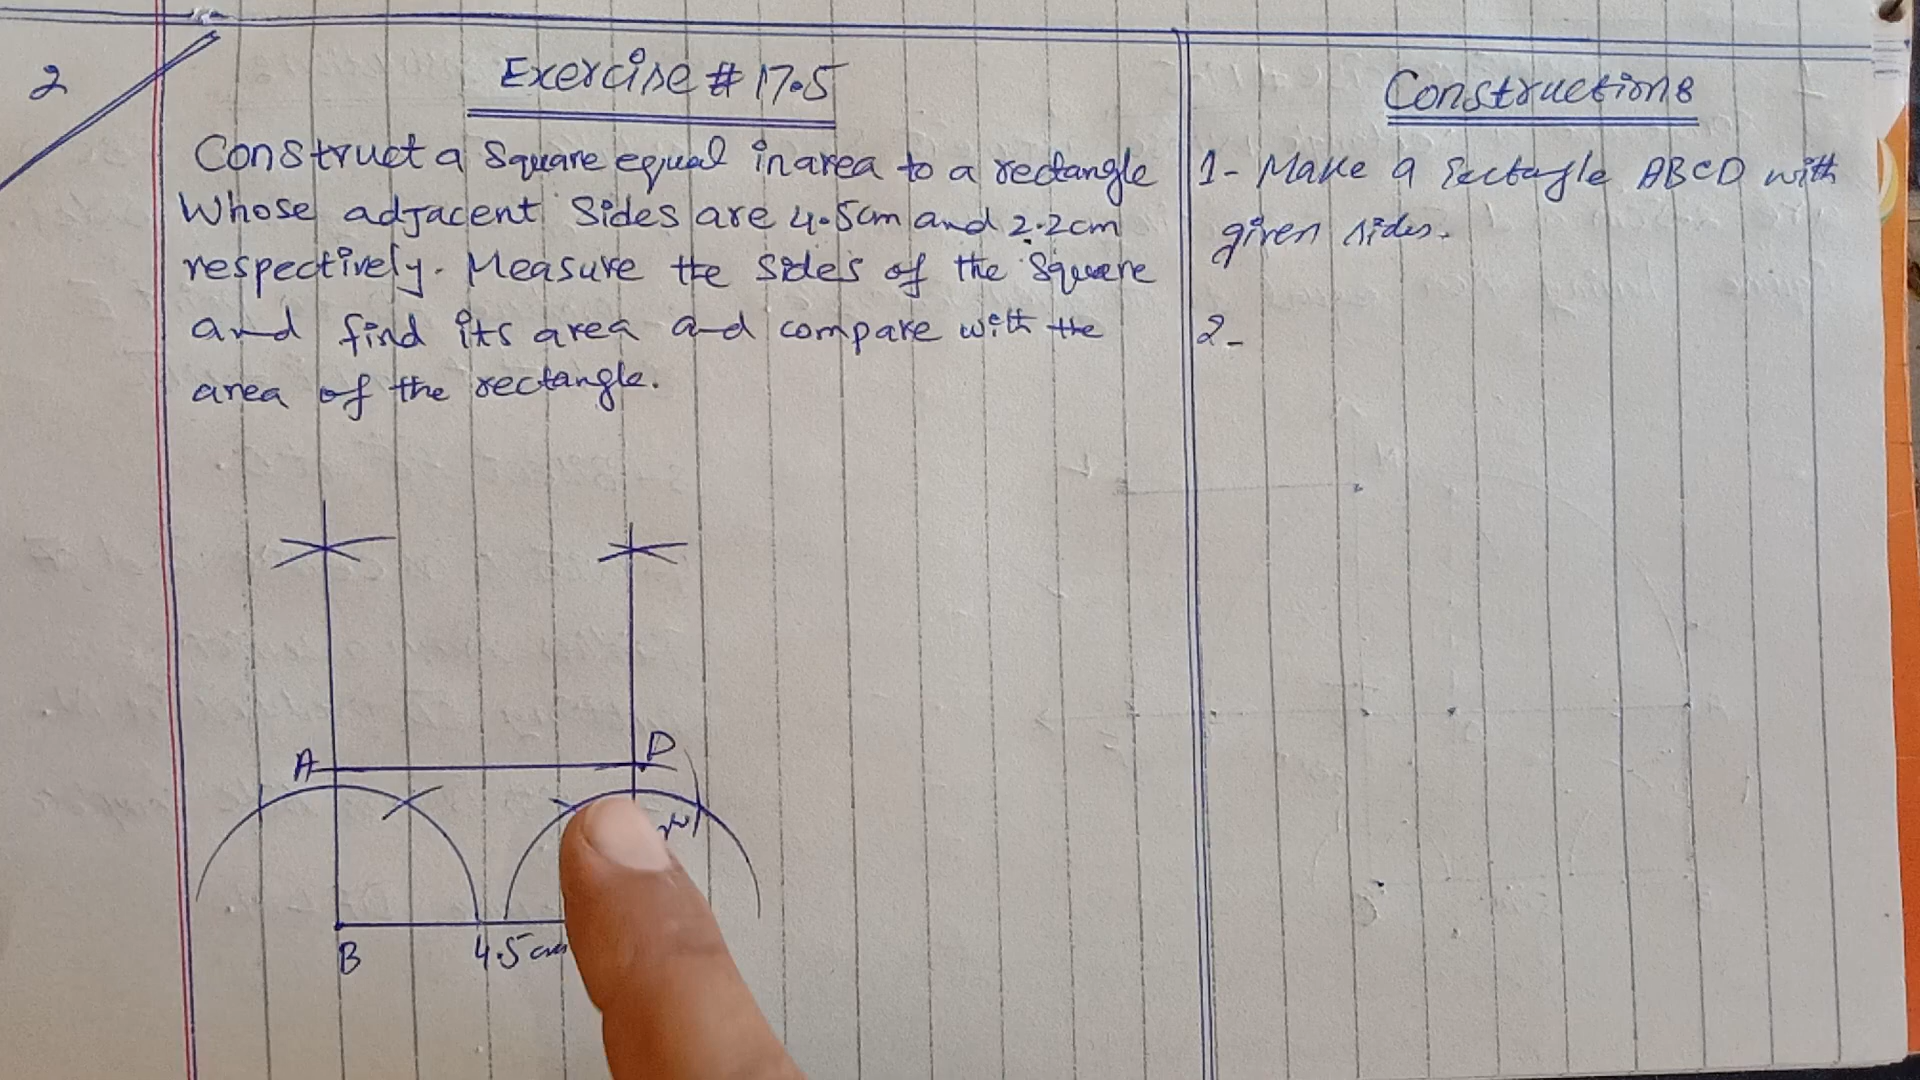 2
Exercise # 17.5
Construct a square equal in area to a rectangle
Whose adjacent Sides are 4.5cm and 2.2cm
respectively. Measure the sides of the square
and find its area and compare with the
area of the rectangle.
Constructions
1- Make a rectangle ABCD with
given sides.
2-
A
D
B
4.5 cm